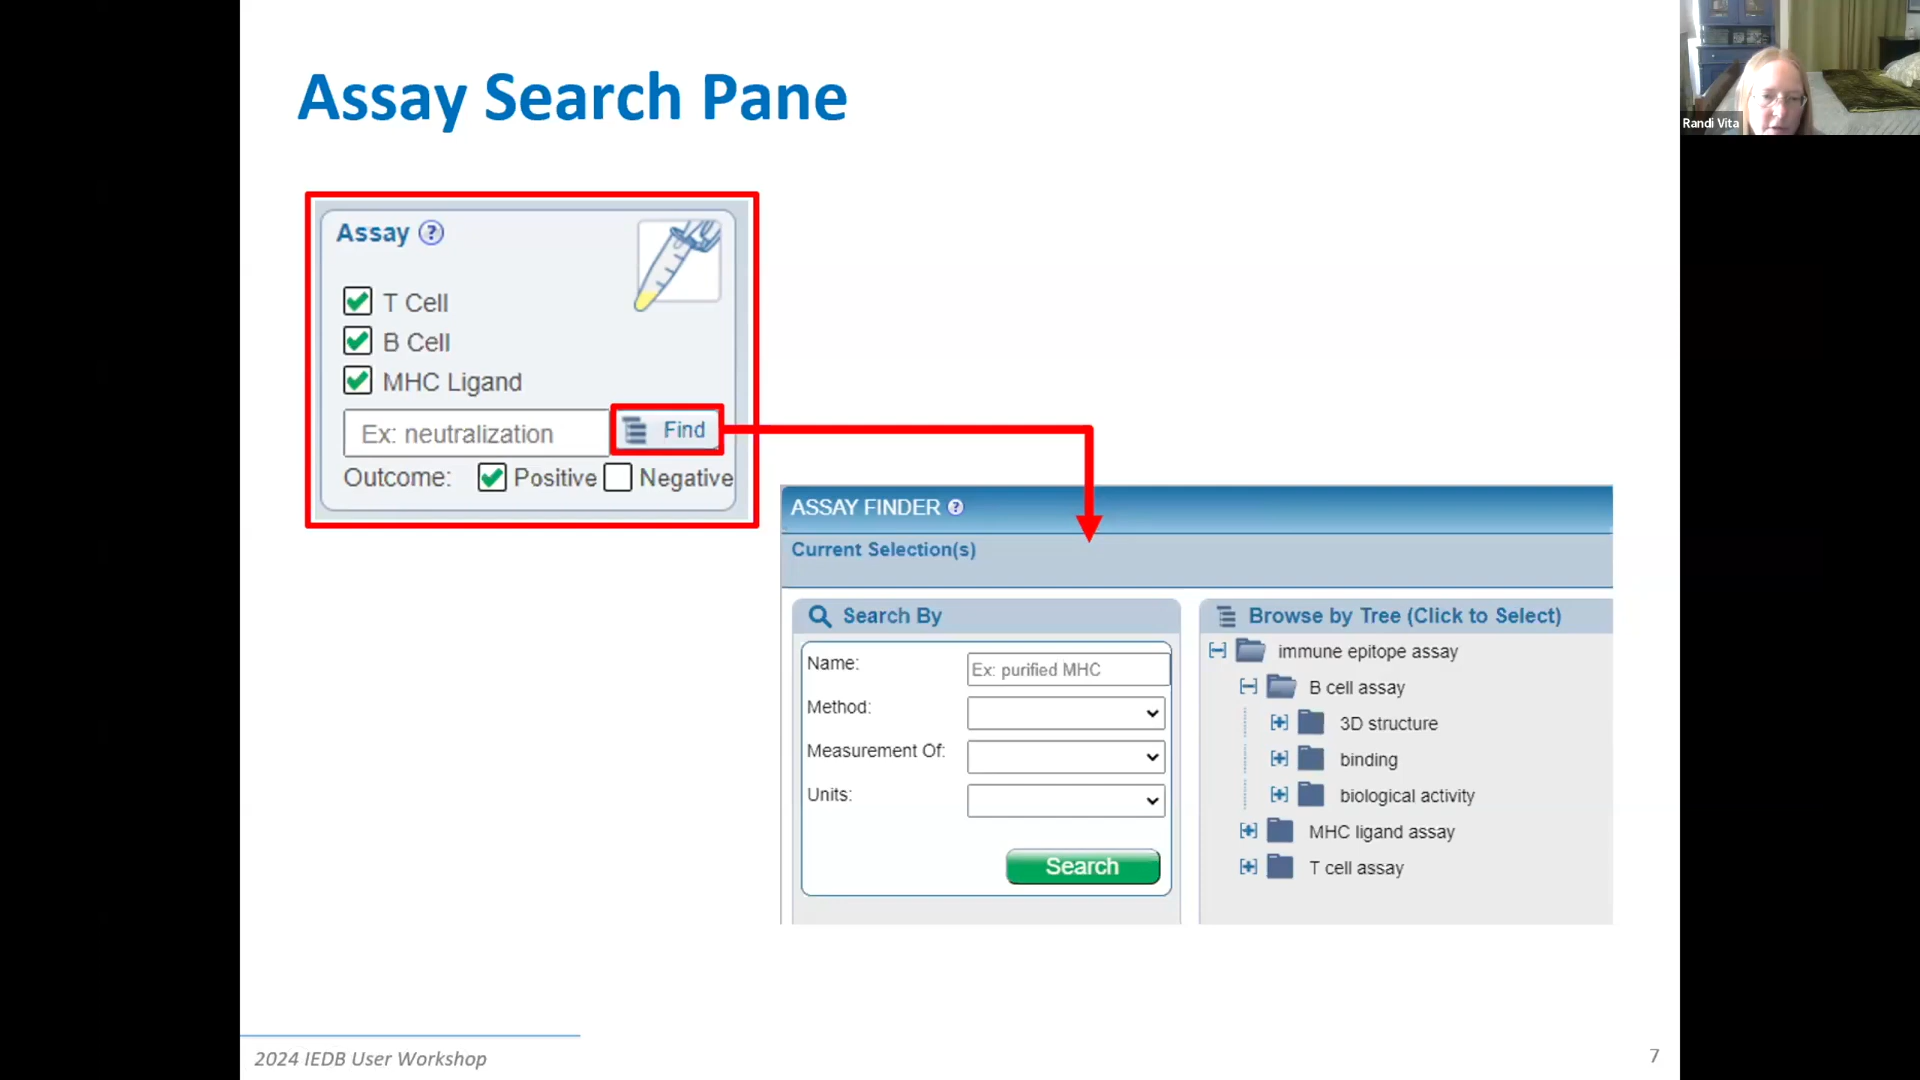 Assay Search Pane
Randi Vita
Assay ?
T Cell
B Cell
MHC Ligand
Ex: neutralization
Find
Outcome: Positive Negative
ASSAY FINDER ?
Current Selection(s)
Search By
Name: Ex: purified MHC
Method:
Measurement Of:
Units:
Search
Browse by Tree (Click to Select)
immune epitope assay
B cell assay
3D structure
binding
biological activity
MHC ligand assay
T cell assay
2024 IEDB User Workshop
7